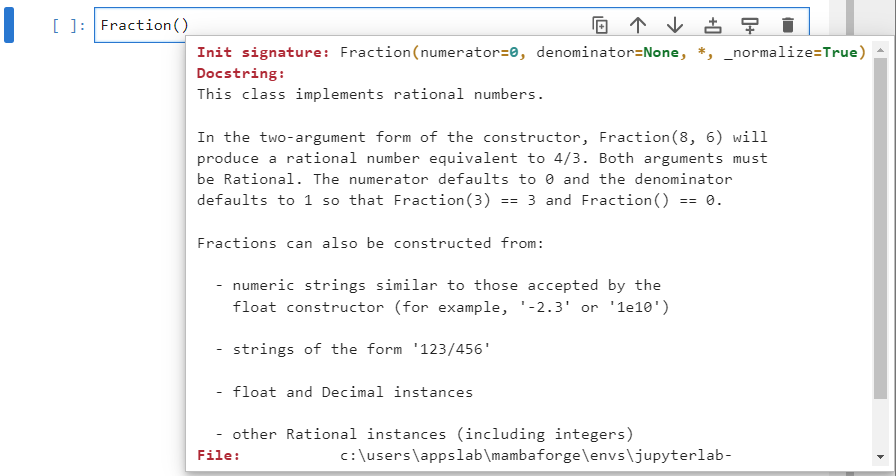 [ ]: Fraction()
Init signature: Fraction(numerator=0, denominator=None, *, _normalize=True)
Docstring:
This class implements rational numbers.
In the two-argument form of the constructor, Fraction(8, 6) will
produce a rational number equivalent to 4/3. Both arguments must
be Rational. The numerator defaults to 0 and the denominator
defaults to 1 so that Fraction(3) == 3 and Fraction() == 0.
Fractions can also be constructed from:
- numeric strings similar to those accepted by the
float constructor (for example, '-2.3' or '1e10')
- strings of the form '123/456'
- float and Decimal instances
- other Rational instances (including integers)
File: c:\users\appslab\mambaforge\envs\jupyterlab-